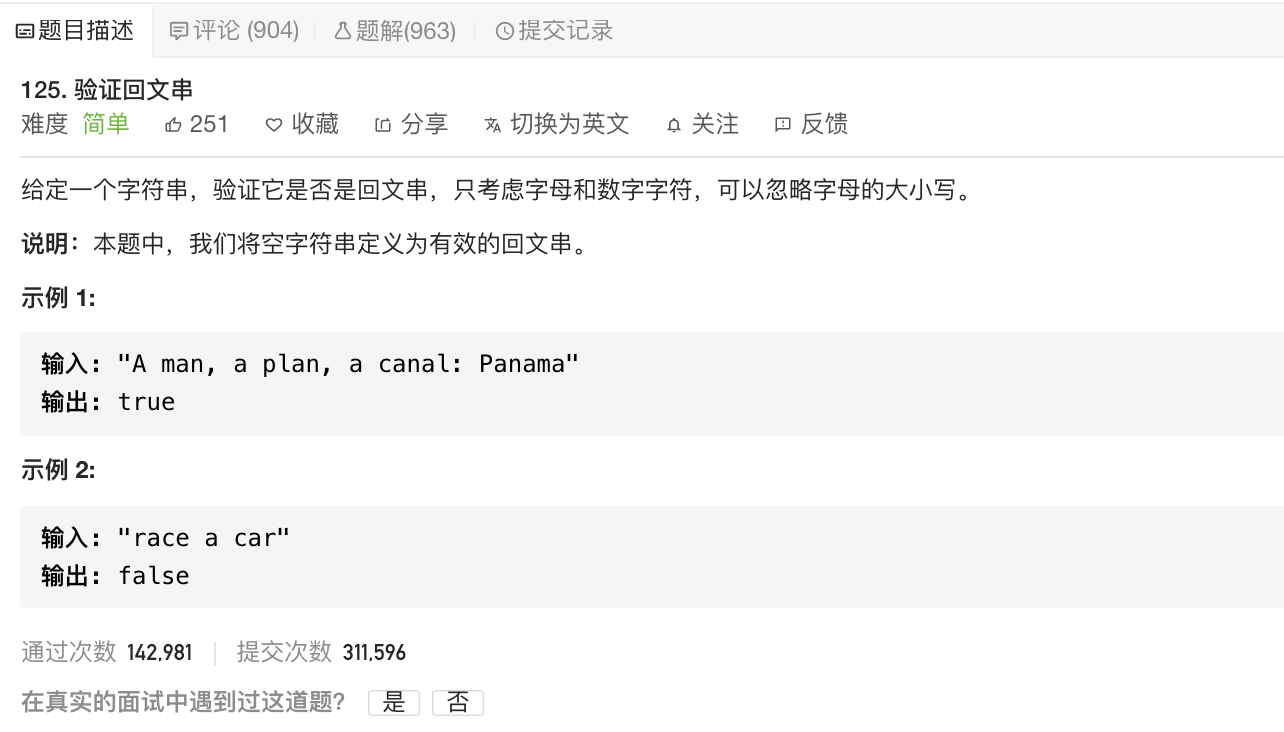 题目描述 评论 (904) 题解(963) 提交记录
125. 验证回文串
难度 简单 251 收藏 分享 切换为英文 关注 反馈
给定一个字符串，验证它是否是回文串，只考虑字母和数字字符，可以忽略字母的大小写。
说明：本题中，我们将空字符串定义为有效的回文串。
示例 1:
输入: "A man, a plan, a canal: Panama"
输出: true
示例 2:
输入: "race a car"
输出: false
通过次数 142,981 提交次数 311,596
在真实的面试中遇到过这道题? 是 否